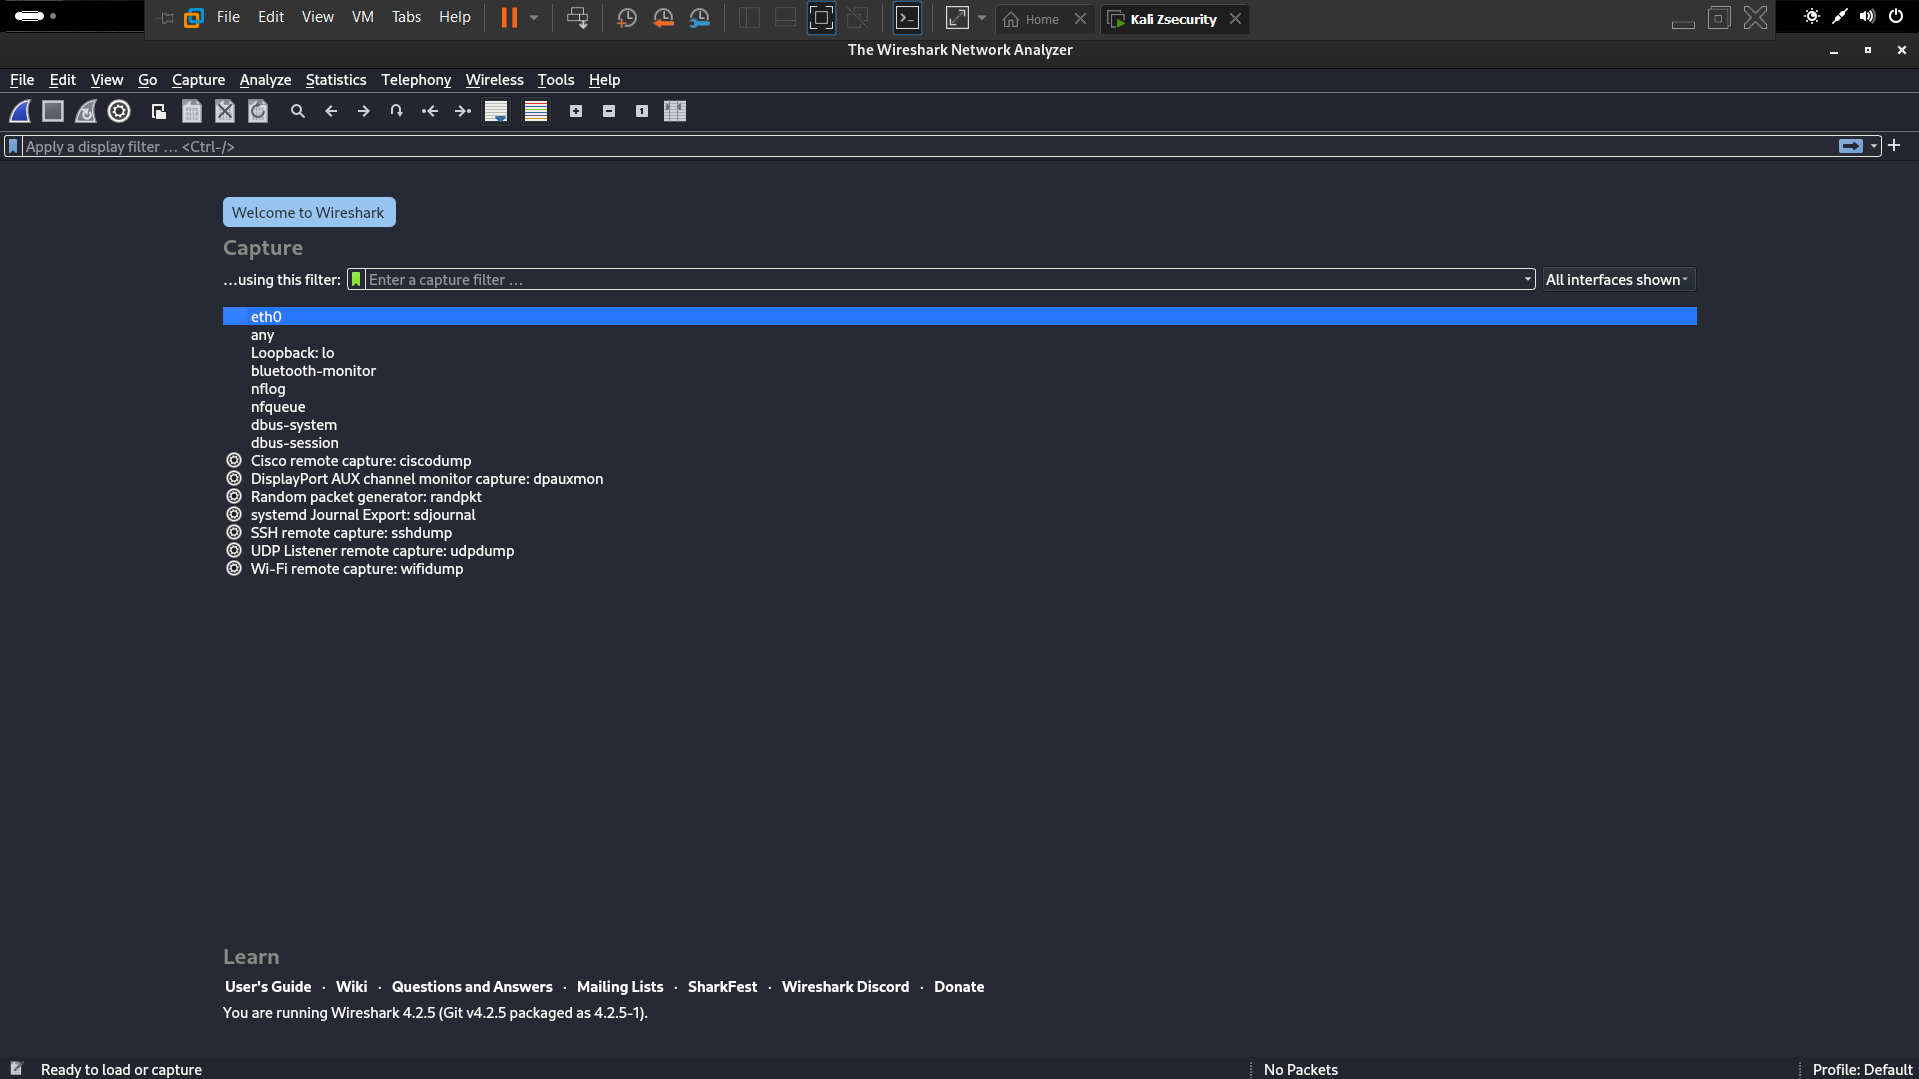 File Edit View VM Tabs Help Home Kali Zsecurity
The Wireshark Network Analyzer
File Edit View Go Capture Analyze Statistics Telephony Wireless Tools Help
1
Apply a display filter … <Ctrl-/>
Welcome to Wireshark
Capture
…using this filter: Enter a capture filter … All interfaces shown
eth0
any
Loopback: lo
bluetooth-monitor
nflog
nfqueue
dbus-system
dbus-session
Cisco remote capture: ciscodump
DisplayPort AUX channel monitor capture: dpauxmon
Random packet generator: randpkt
systemd Journal Export: sdjournal
SSH remote capture: sshdump
UDP Listener remote capture: udpdump
Wi-Fi remote capture: wifidump
Learn
User's Guide · Wiki · Questions and Answers · Mailing Lists · SharkFest · Wireshark Discord · Donate
You are running Wireshark 4.2.5 (Git v4.2.5 packaged as 4.2.5-1).
Ready to load or capture No Packets Profile: Default